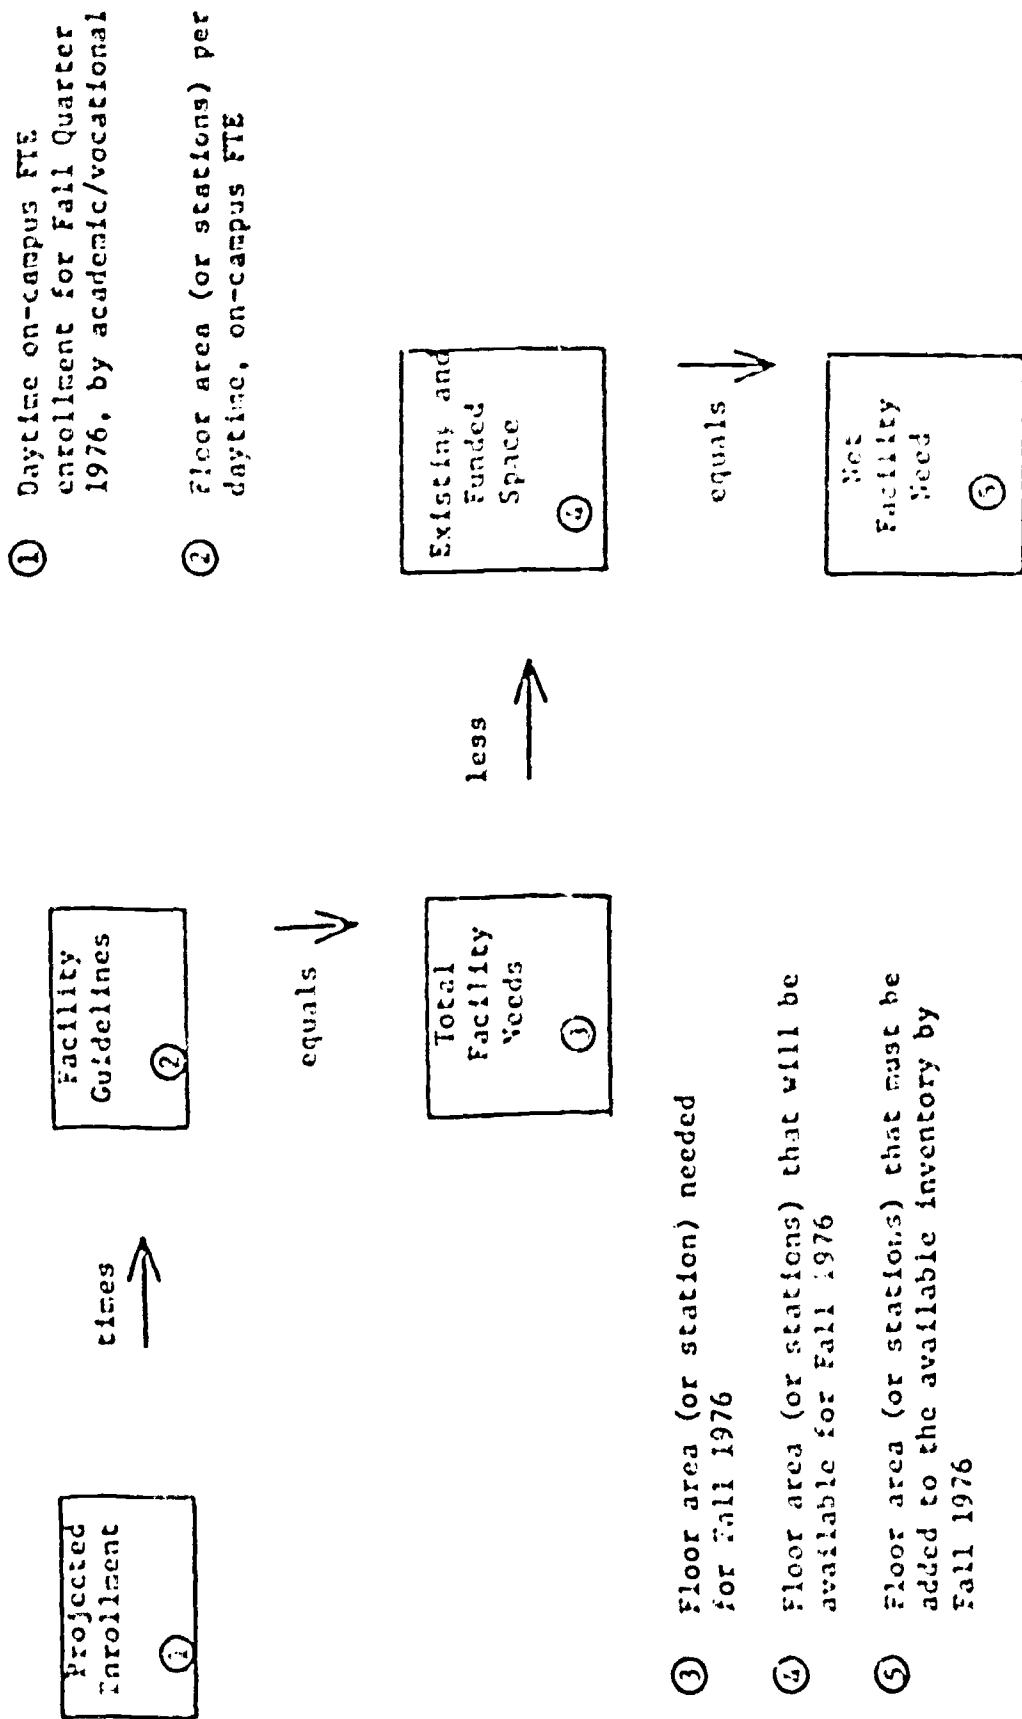 Projected
Enrollment
1
times
Facility
Guidelines
2
equals
Total
Facility
Needs
3
less
Existing and
Funded
Space
4
equals
Net
Facility
Need
5
1 Daytime on-campus FTE
enrollment for Fall Quarter
1976, by academic/vocational
2 Floor area (or stations) per
daytime, on-campus FTE
3 Floor area (or station) needed
for Fall 1976
4 Floor area (or stations) that will be
available for Fall 1976
5 Floor area (or stations) that must be
added to the available inventory by
Fall 1976